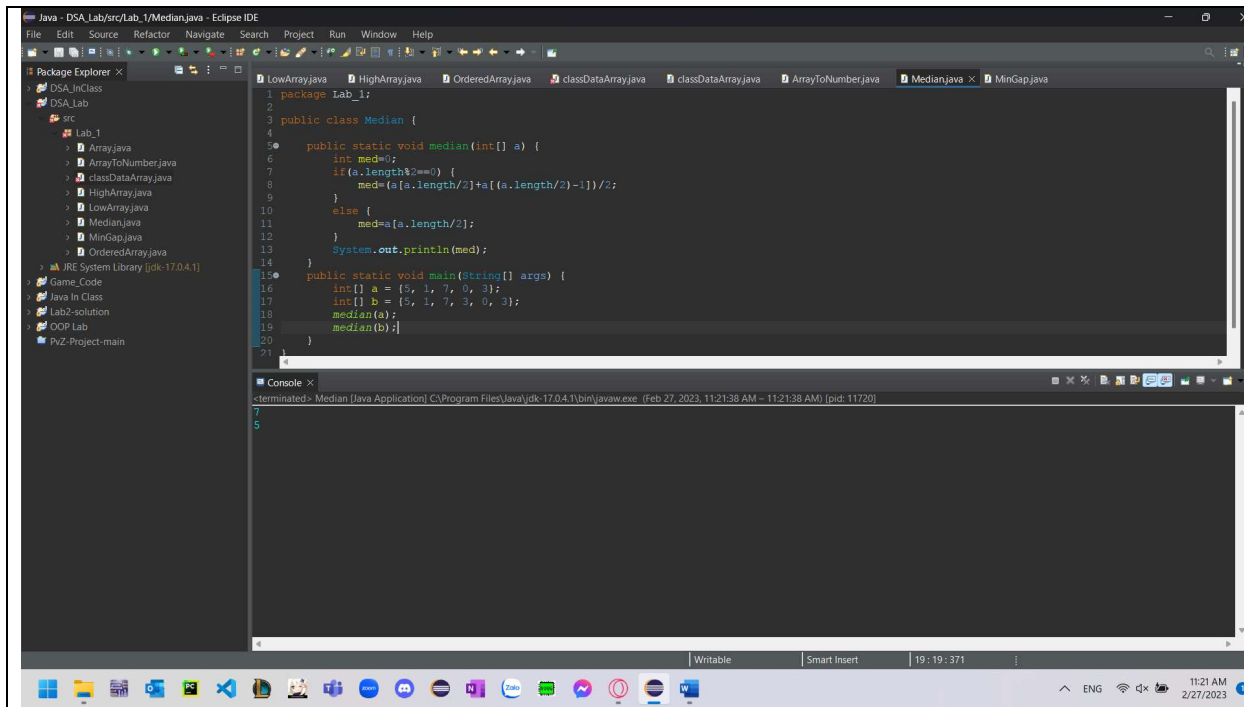 Java - DSA_Lab/src/Lab_1/Median.java - Eclipse IDE
File Edit Source Refactor Navigate Search Project Run Window Help
Package Explorer
DSA_InClass
DSA_Lab
src
Lab_1
Array.java
ArrayToNumber.java
classDataArray.java
HighArray.java
LowArray.java
Median.java
MinGap.java
OrderedArray.java
JRE System Library [jdk-17.0.4.1]
Game_Code
Java In Class
Lab2-solution
OOP Lab
PvZ-Project-main
LowArray.java HighArray.java OrderedArray.java classDataArray.java classDataArray.java ArrayToNumber.java Median.java MinGap.java
1 package Lab_1;
2
3 public class Median {
4
5 public static void median(int[] a) {
6 int med=0;
7 if(a.length%2==0) {
8 med=(a[a.length/2]+a[(a.length/2)-1])/2;
9 }
10 else {
11 med=a[a.length/2];
12 }
13 System.out.println(med);
14 }
15 public static void main(String[] args) {
16 int[] a = {5, 1, 7, 0, 3};
17 int[] b = {5, 1, 7, 3, 0, 3};
18 median(a);
19 median(b);
20 }
21 }
Console
<terminated> Median [Java Application] C:\Program Files\Java\jdk-17.0.4.1\bin\javaw.exe (Feb 27, 2023, 11:21:38 AM – 11:21:38 AM) [pid: 11720]
7
5
Writable Smart Insert 19 : 19 : 371
PC zoom N Zalo W
ENG 11:21 AM
2/27/2023